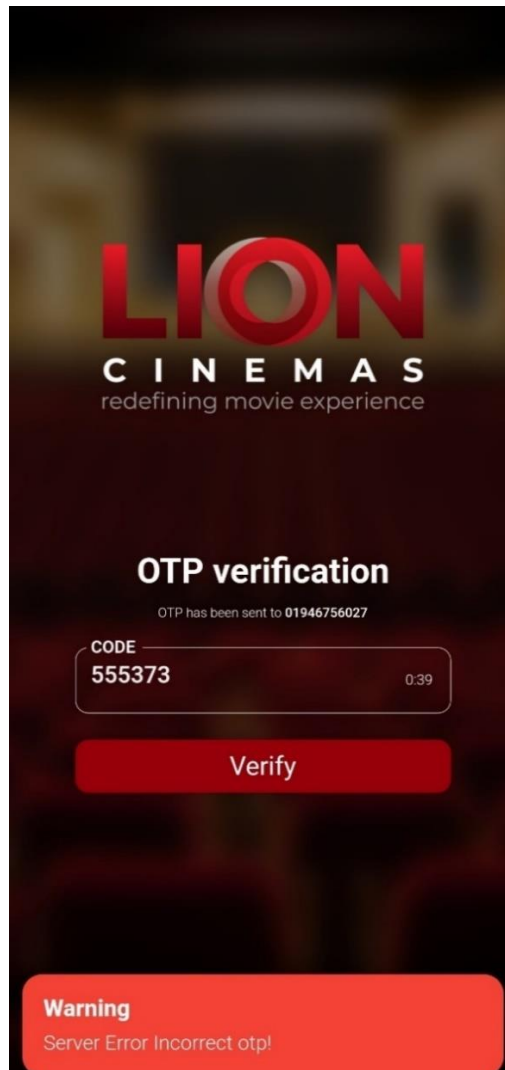 LION
CINEMAS
redefining movie experience
OTP verification
OTP has been sent to 01946756027
CODE
555373
0:39
Verify
Warning
Server Error Incorrect otp!